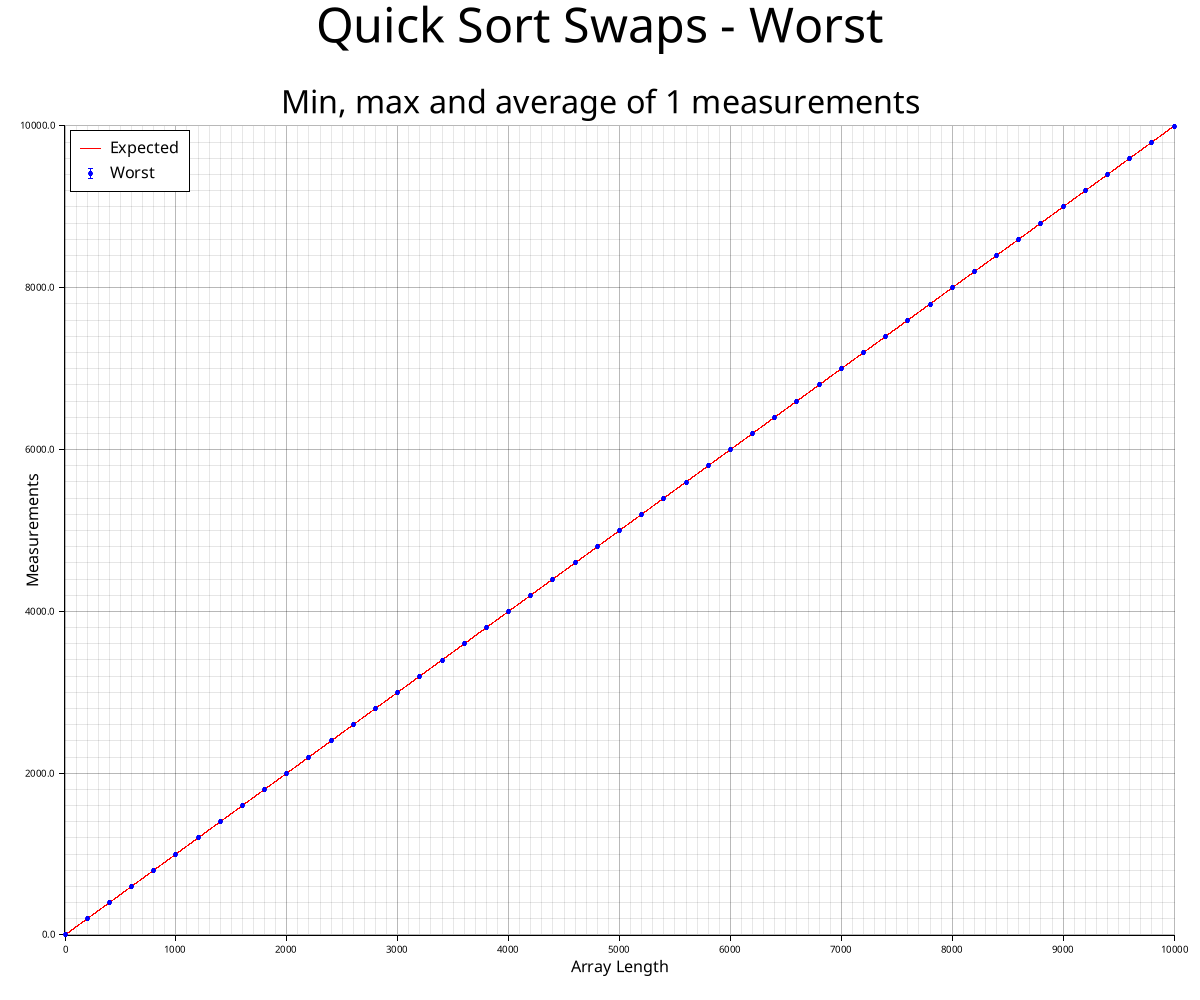 Quick Sort Swaps - Worst
Min, max and average of 1 measurements
Expected
Worst
10000.0
8000.0
6000.0
4000.0
2000.0
0.0
Measurements
0 1000 2000 3000 4000 5000 6000 7000 8000 9000 10000
Array Length